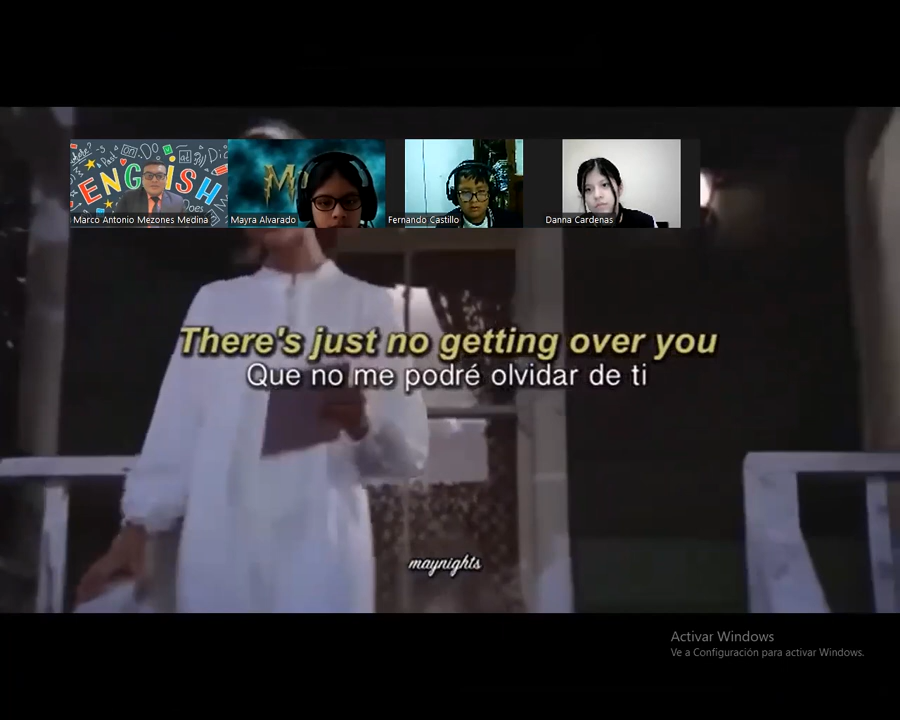 ENGLISH
Marco Antonio Mezones Medina
Mayra Alvarado
Fernando Castillo
Danna Cardenas
There's just no getting over you
Que no me podré olvidar de ti
maynights
Activar Windows
Ve a Configuración para activar Windows.